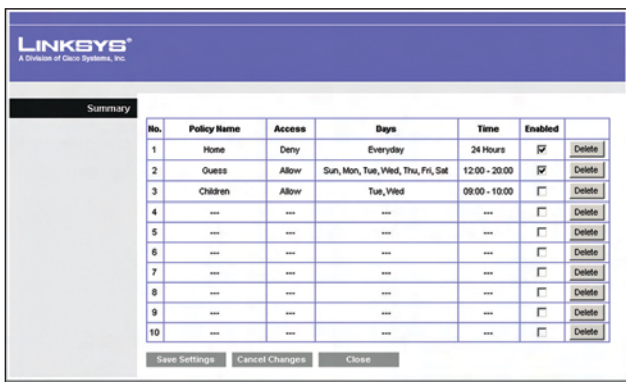 LINKSYS®
A Division of Cisco Systems, Inc.
Summary
No. Policy Name Access Days Time Enabled
1 Home Deny Everyday 24 Hours Delete
2 Guess Allow Sun, Mon, Tue, Wed, Thu, Fri, Sat 12:00 - 20:00 Delete
3 Children Allow Tue, Wed 09:00 - 10:00 Delete
4 --- --- --- --- Delete
5 --- --- --- --- Delete
6 --- --- --- --- Delete
7 --- --- --- --- Delete
8 --- --- --- --- Delete
9 --- --- --- --- Delete
10 --- --- --- --- Delete
Save Settings Cancel Changes Close